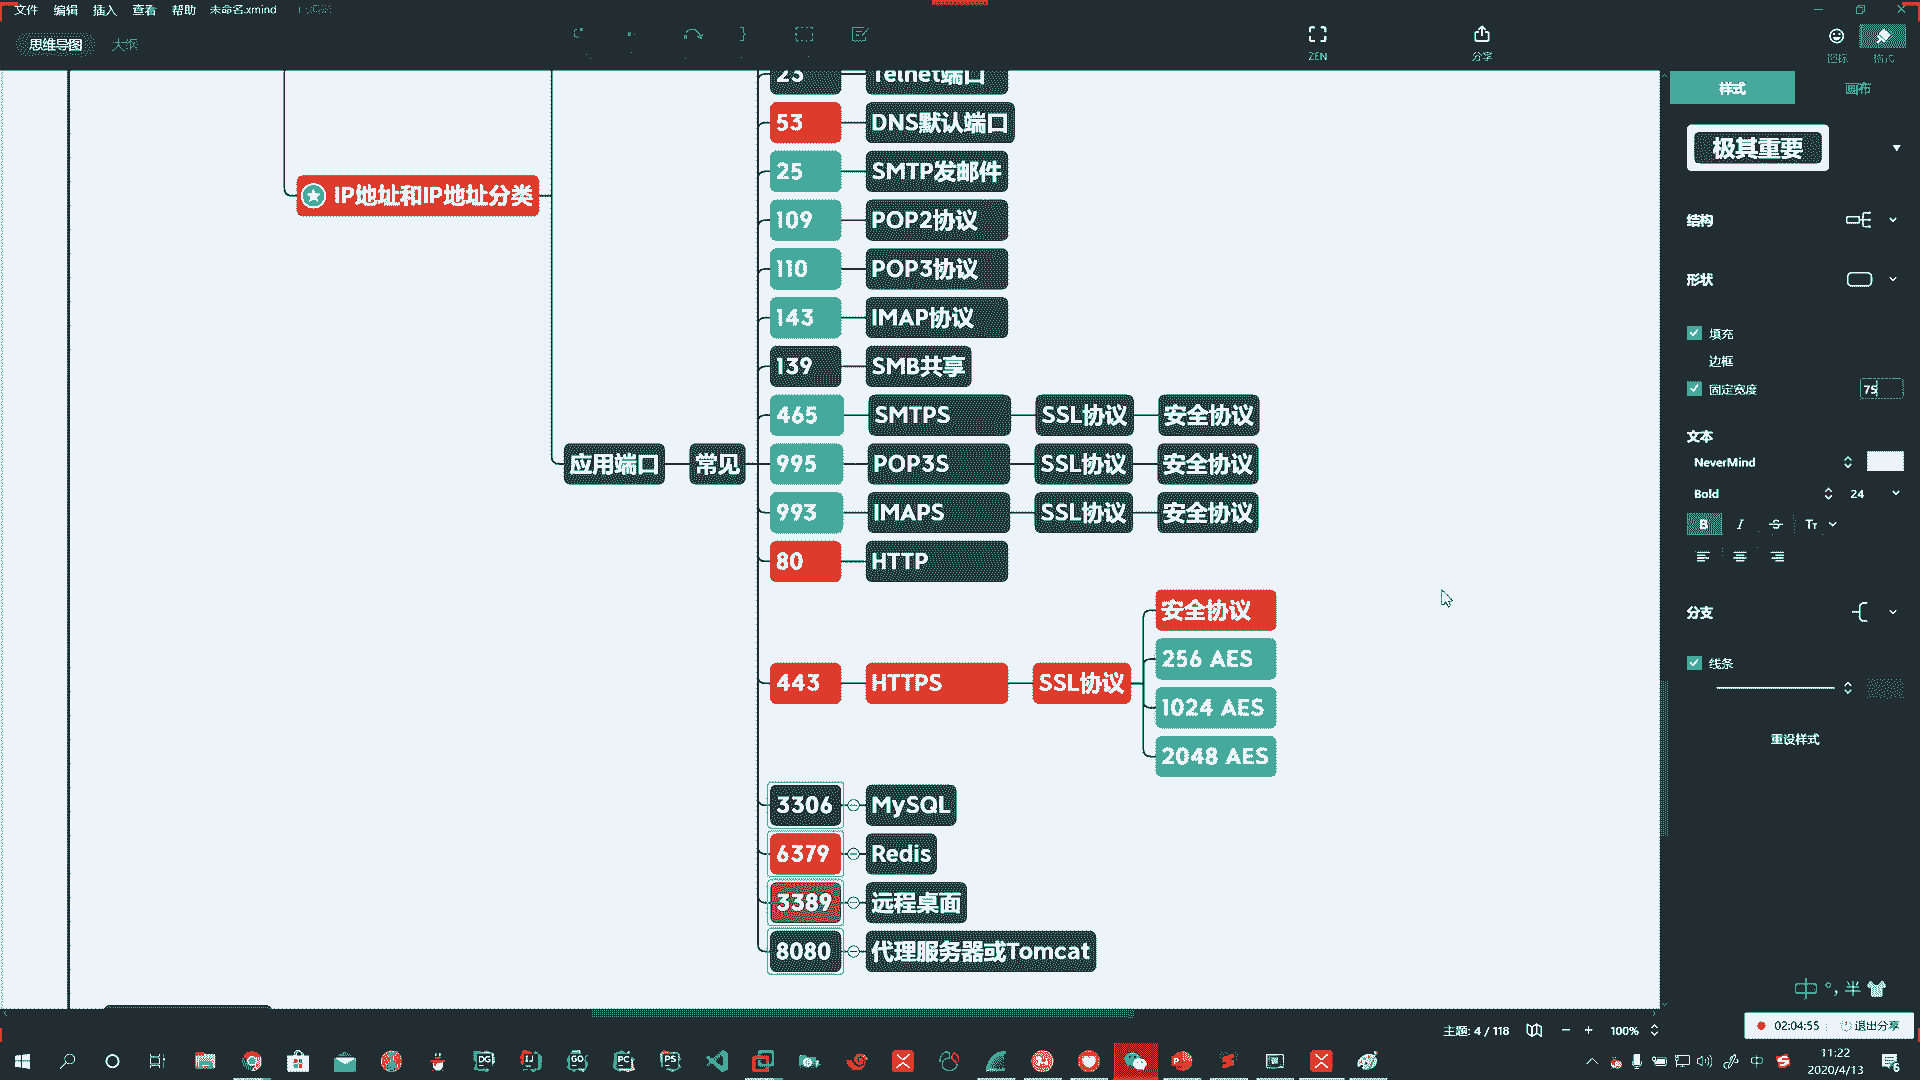 文件 编辑 插入 查看 帮助 未命名.xmind
思维导图 大纲
ZEN
分享
图标
格式
样式 画布
极其重要
结构
形状
填充
边框
固定宽度 75
文本
NeverMind
Bold 24
B I S Tт
分支
线条
重设样式
IP地址和IP地址分类
应用端口 常见
23 Telnet端口
53 DNS默认端口
25 SMTP发邮件
109 POP2协议
110 POP3协议
143 IMAP协议
139 SMB共享
465 SMTPS SSL协议 安全协议
995 POP3S SSL协议 安全协议
993 IMAPS SSL协议 安全协议
80 HTTP
443 HTTPS SSL协议
安全协议
256 AES
1024 AES
2048 AES
3306 MySQL
6379 Redis
3389 远程桌面
8080 代理服务器或Tomcat
中 °, 半
主题: 4 / 118 100%
02:04:55 退出分享
DG IJ GO PC PS
中
11:22
2020/4/13